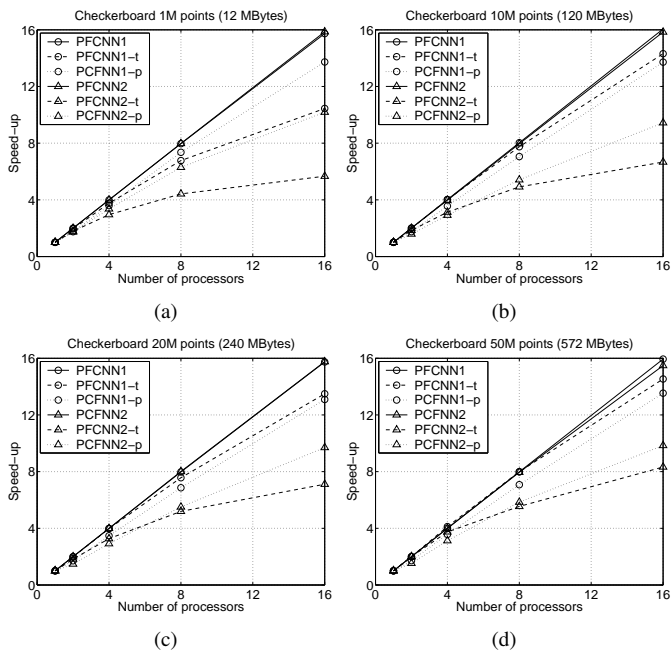 Checkerboard 1M points (12 MBytes)
16
12
8
4
0
Speed−up
PFCNN1
PFCNN1−t
PCFNN1−p
PCFNN2
PFCNN2−t
PCFNN2−p
0 4 8 12 16
Number of processors
(a)
Checkerboard 10M points (120 MBytes)
16
12
8
4
0
Speed−up
PFCNN1
PFCNN1−t
PCFNN1−p
PCFNN2
PFCNN2−t
PCFNN2−p
0 4 8 12 16
Number of processors
(b)
Checkerboard 20M points (240 MBytes)
16
12
8
4
0
Speed−up
PFCNN1
PFCNN1−t
PCFNN1−p
PCFNN2
PFCNN2−t
PCFNN2−p
0 4 8 12 16
Number of processors
(c)
Checkerboard 50M points (572 MBytes)
16
12
8
4
0
Speed−up
PFCNN1
PFCNN1−t
PCFNN1−p
PCFNN2
PFCNN2−t
PCFNN2−p
0 4 8 12 16
Number of processors
(d)